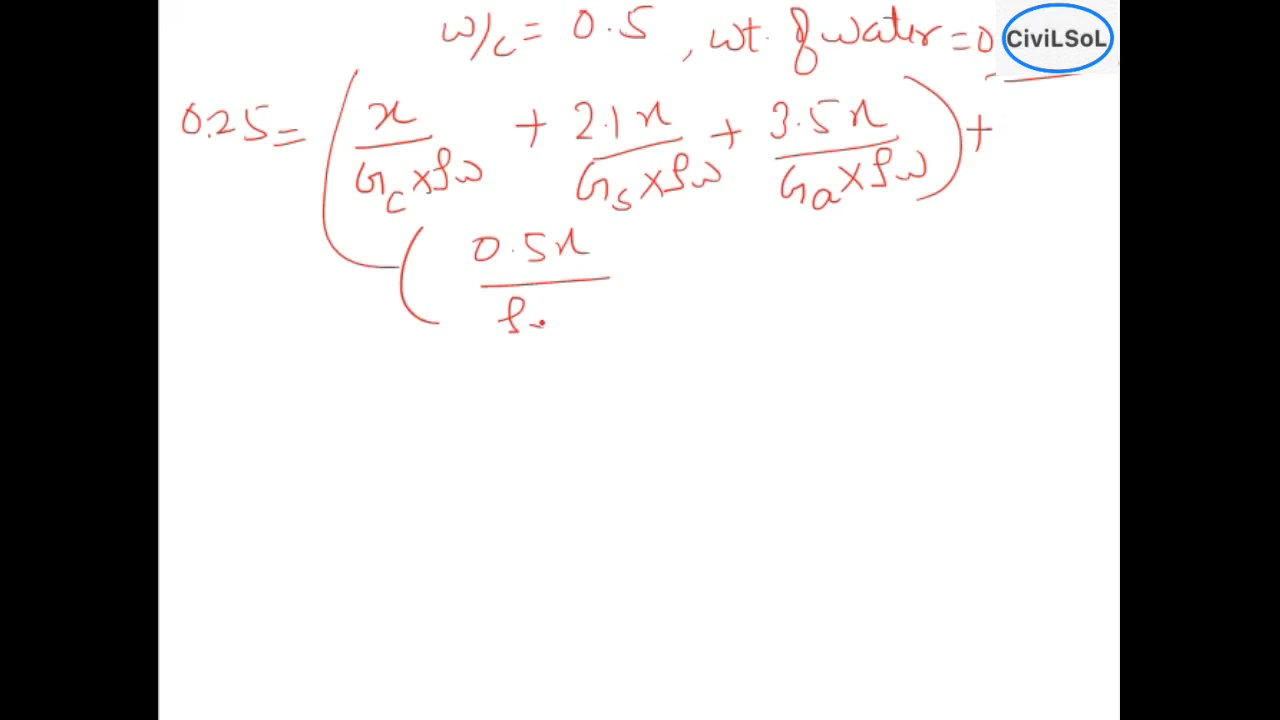 w/c = 0.5 , wt. of water = 0
CiviLSoL
0.25 = ( x / (Gc × ρw) + 2.1x / (Gs × ρw) + 3.5x / (Ga × ρw) ) +
( 0.5x / ρ